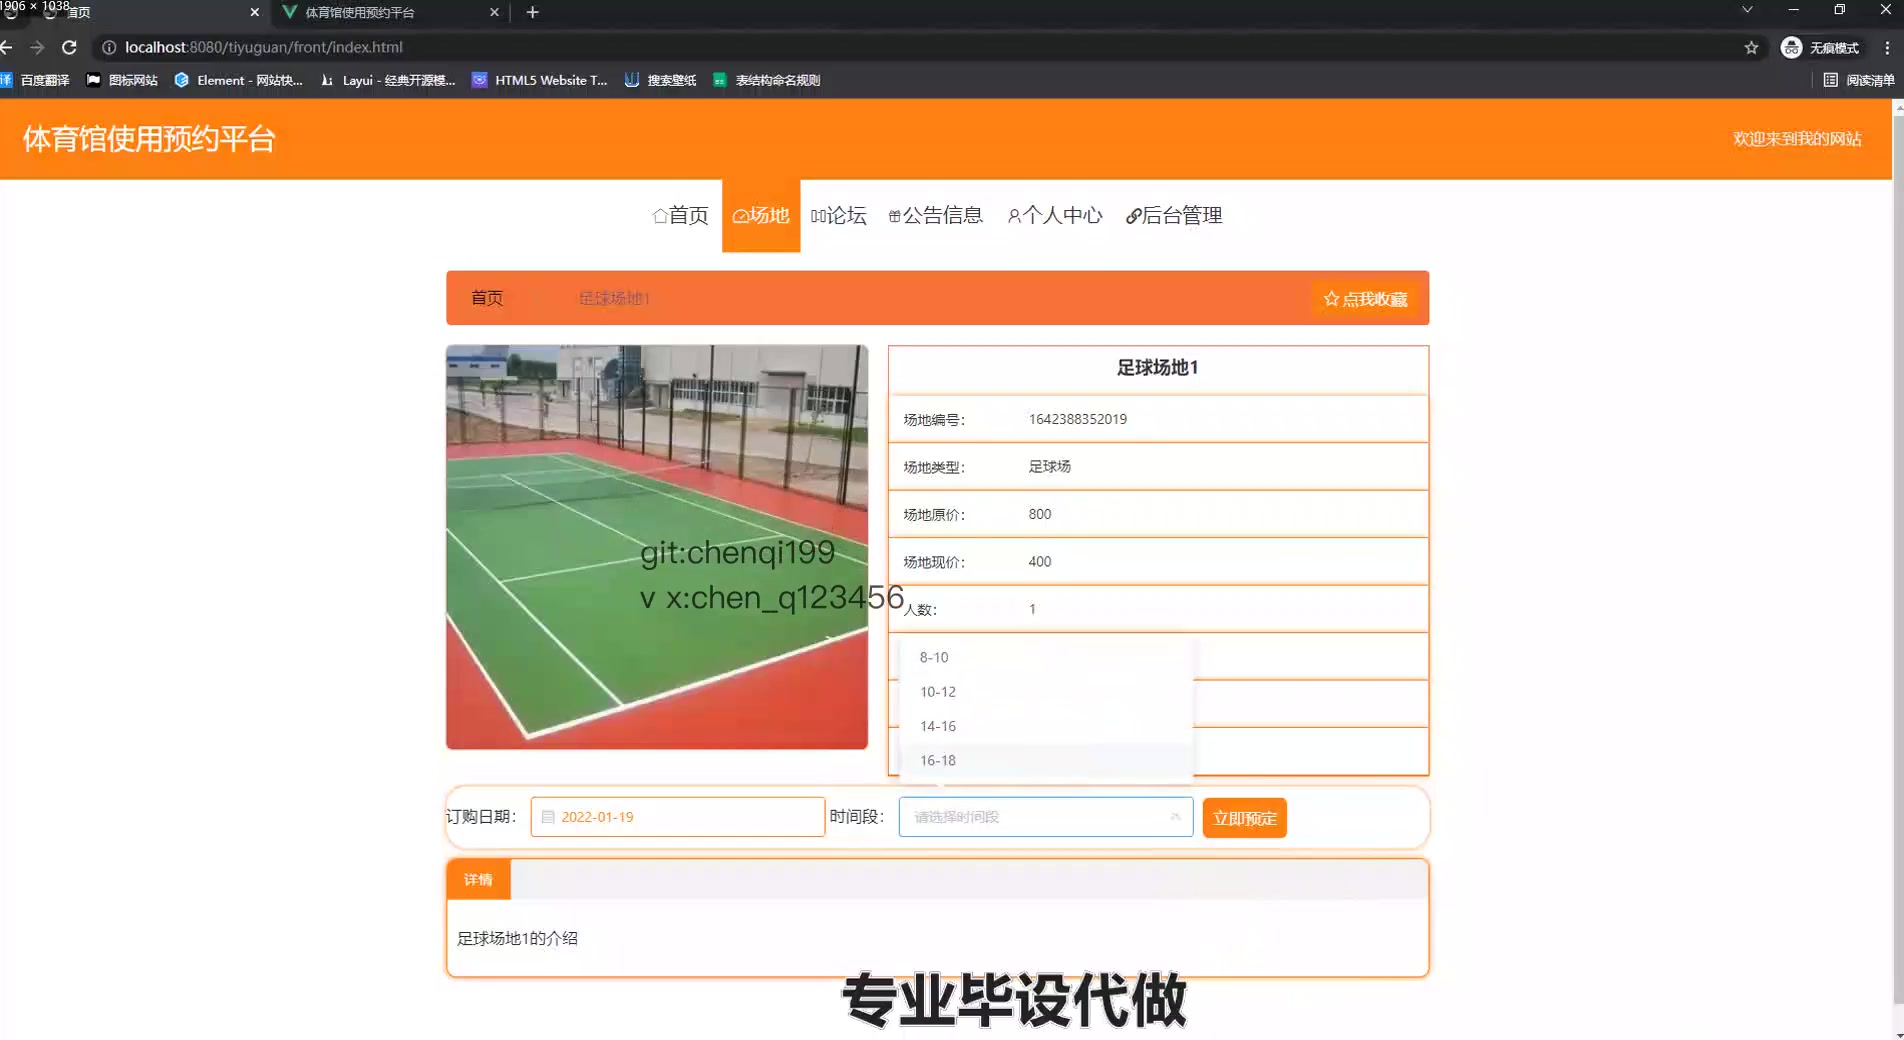 1906 × 1038
首页
体育馆使用预约平台
localhost:8080/tiyuguan/front/index.html
无痕模式
百度翻译
图标网站
Element - 网站快...
Layui - 经典开源模...
HTML5 Website T...
搜索壁纸
表结构命名规则
阅读清单
体育馆使用预约平台
欢迎来到我的网站
首页
场地
论坛
公告信息
个人中心
后台管理
首页
足球场地1
点我收藏
足球场地1
场地编号： 1642388352019
场地类型： 足球场
场地原价： 800
场地现价： 400
git:chenqi199
v x:chen_q123456
人数： 1
8-10
10-12
14-16
16-18
订购日期： 2022-01-19 时间段： 请选择时间段 立即预定
详情
足球场地1的介绍
专业毕设代做